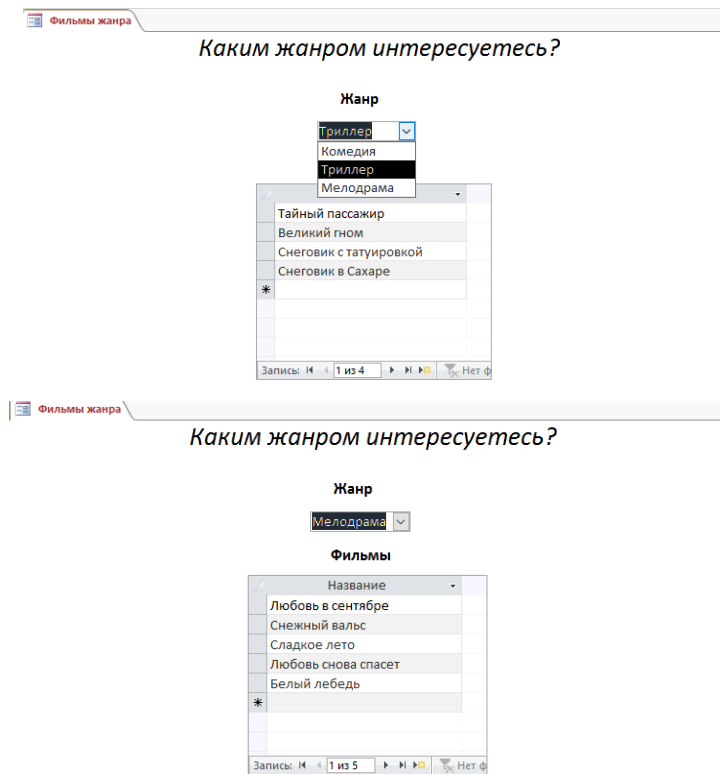 Фильмы жанра
Каким жанром интересуетесь?
Жанр
Триллер
Комедия
Триллер
Мелодрама
Тайный пассажир
Великий гном
Снеговик с татуировкой
Снеговик в Сахаре
Запись: 1 из 4 Нет ф
Фильмы жанра
Каким жанром интересуетесь?
Жанр
Мелодрама
Фильмы
Название
Любовь в сентябре
Снежный вальс
Сладкое лето
Любовь снова спасет
Белый лебедь
Запись: 1 из 5 Нет ф